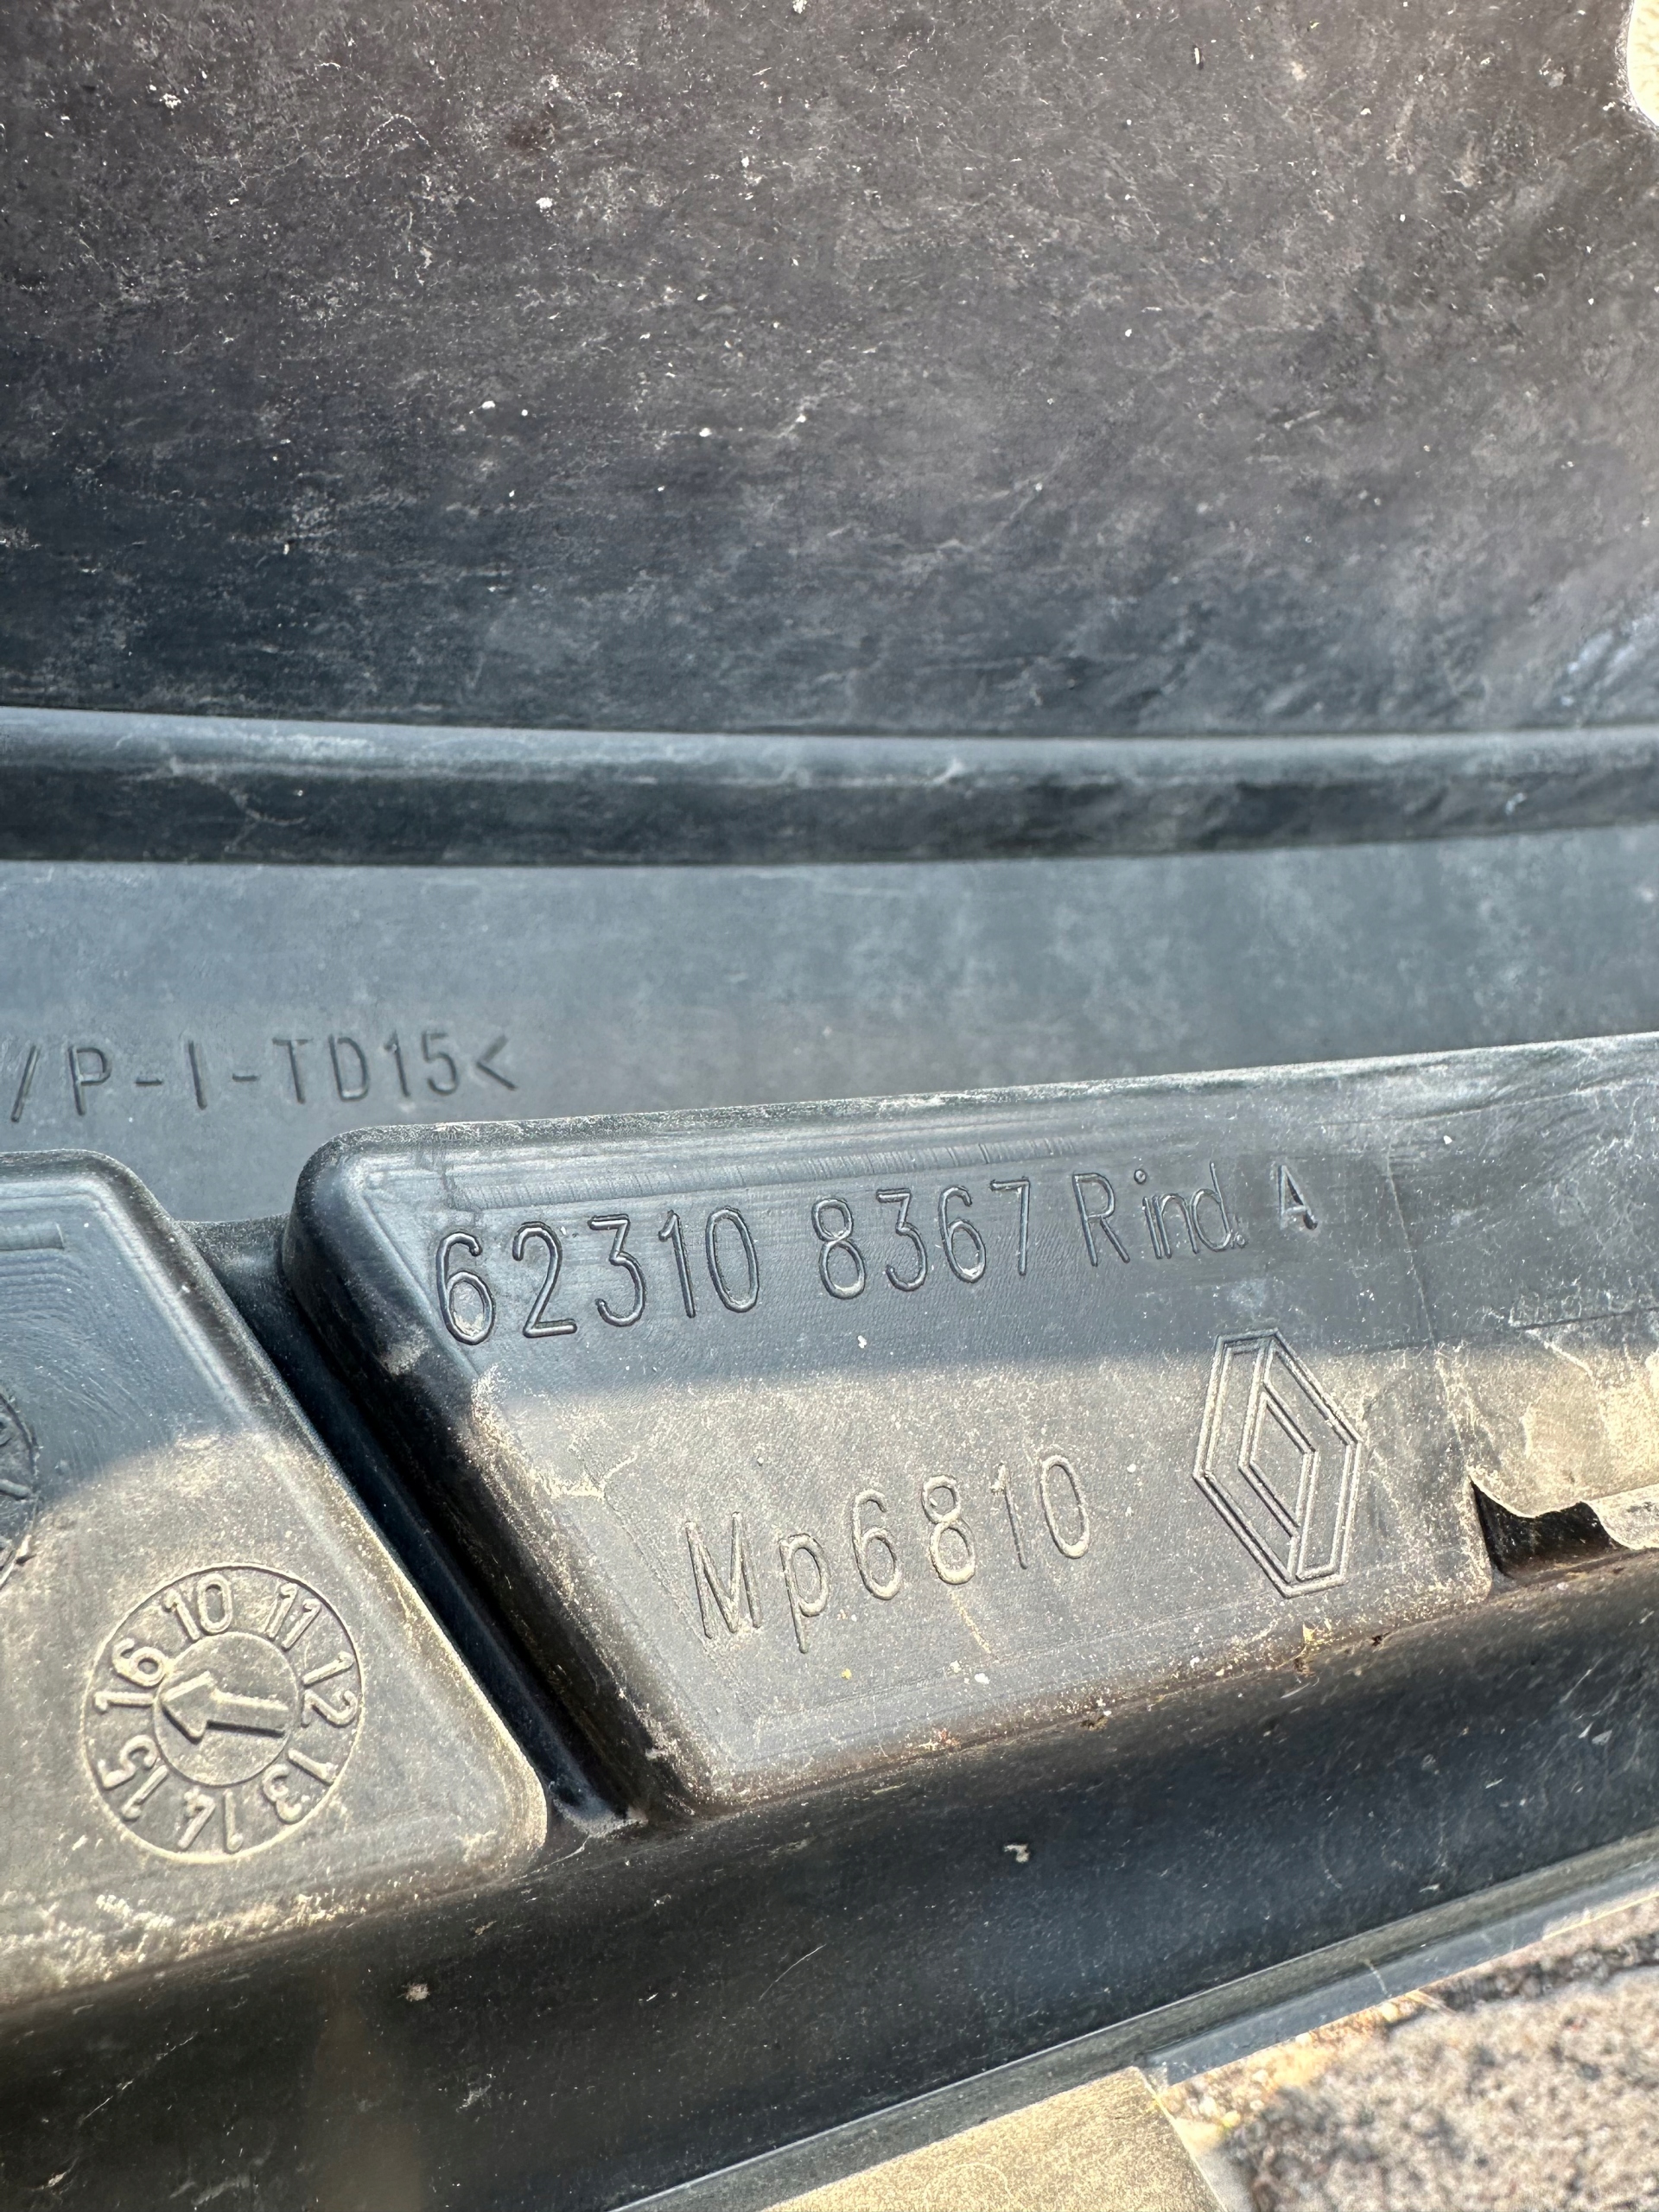 /P-I-TD15<
62310 8367 R ind. A
Mp6810
10 11 12 13 14 15 16